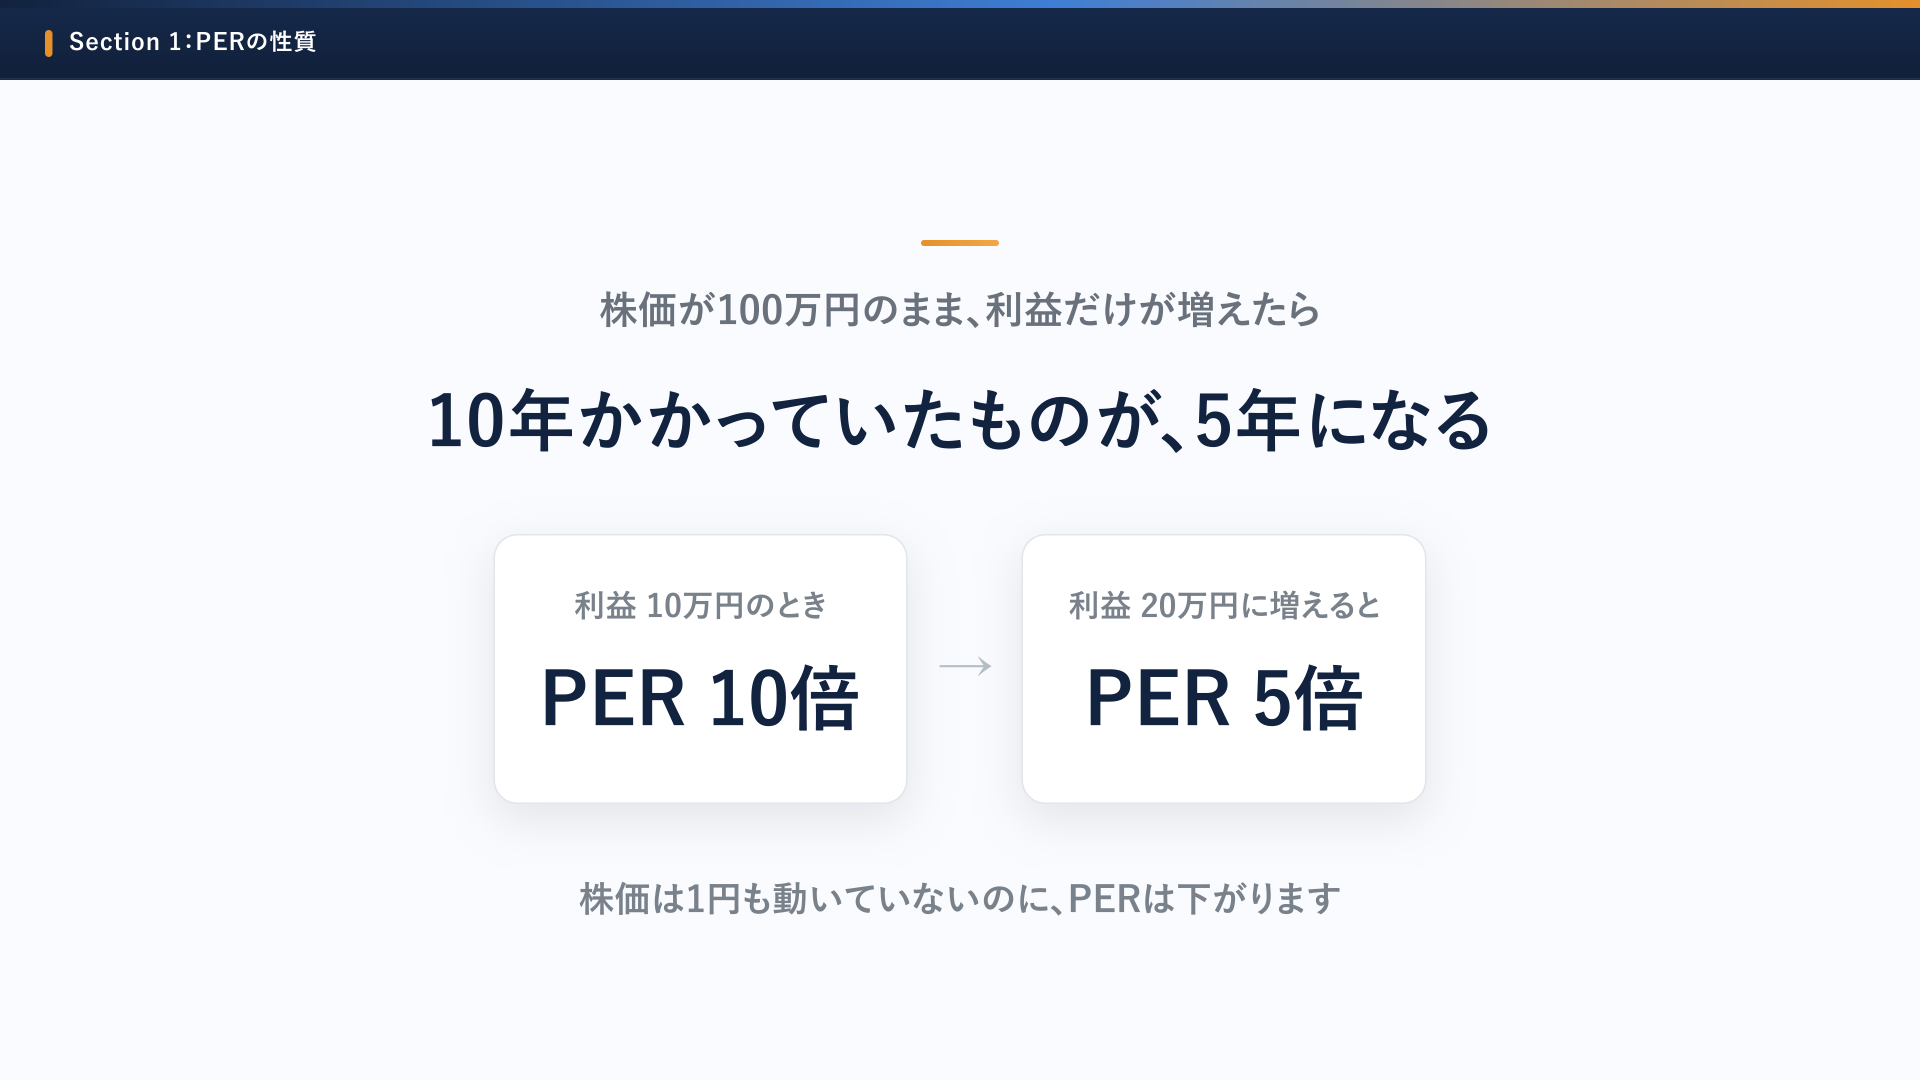 Section 1：PERの性質
株価が100万円のまま、利益だけが増えたら
10年かかっていたものが、5年になる
利益 10万円のとき
PER 10倍
→
利益 20万円に増えると
PER 5倍
株価は1円も動いていないのに、PERは下がります